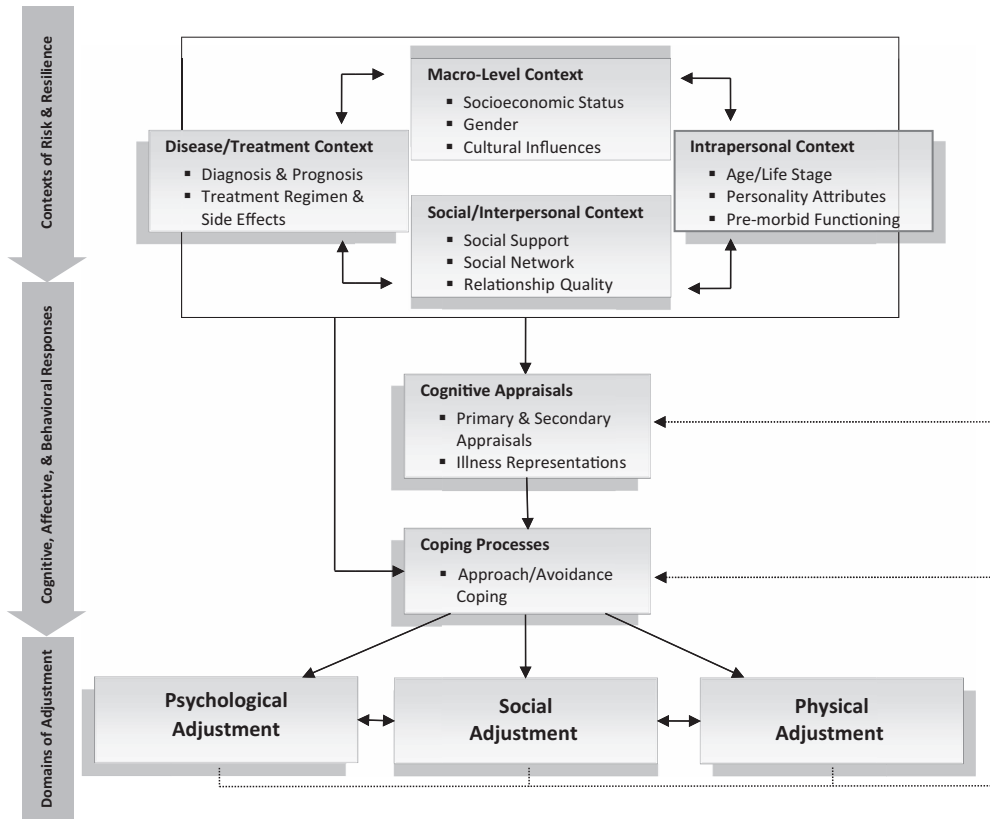 Contexts of Risk & Resilience
Macro-Level Context
▪ Socioeconomic Status
▪ Gender
▪ Cultural Influences
Disease/Treatment Context
▪ Diagnosis & Prognosis
▪ Treatment Regimen &
Side Effects
Intrapersonal Context
▪ Age/Life Stage
▪ Personality Attributes
▪ Pre-morbid Functioning
Social/Interpersonal Context
▪ Social Support
▪ Social Network
▪ Relationship Quality
Cognitive, Affective, & Behavioral Responses
Cognitive Appraisals
▪ Primary & Secondary
Appraisals
▪ Illness Representations
Coping Processes
▪ Approach/Avoidance
Coping
Domains of Adjustment
Psychological
Adjustment
Social
Adjustment
Physical
Adjustment